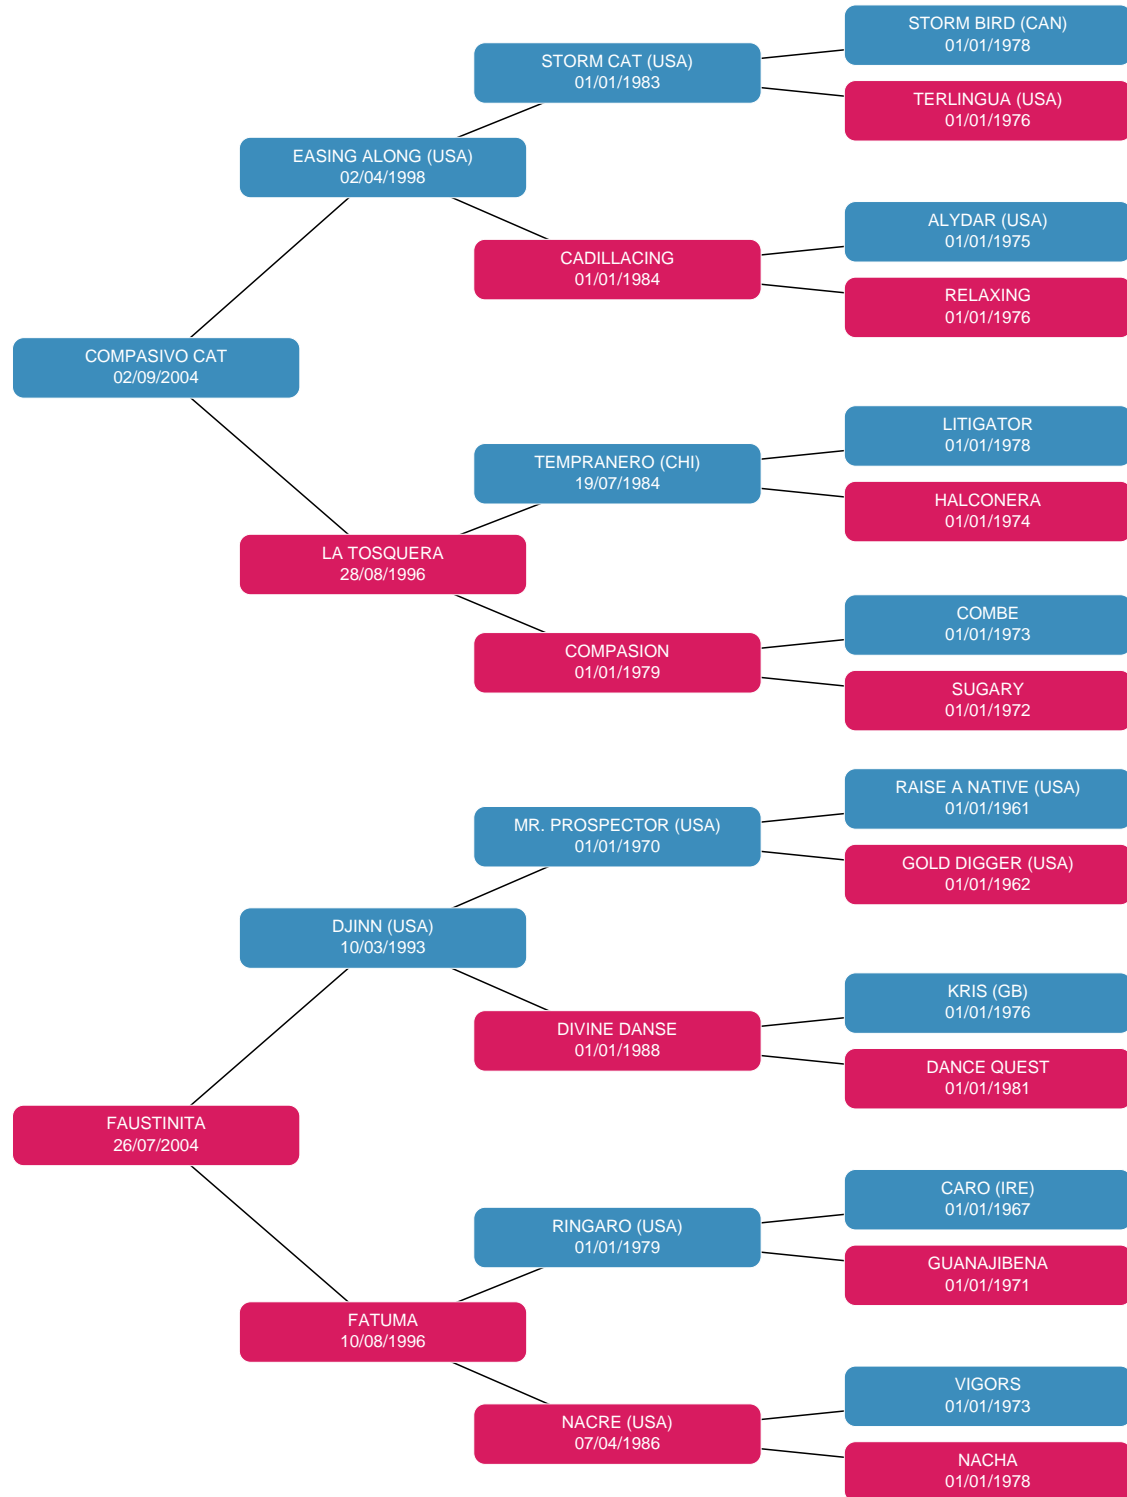 STORM BIRD (CAN)
01/01/1978
STORM CAT (USA)
01/01/1983
TERLINGUA (USA)
01/01/1976
EASING ALONG (USA)
02/04/1998
ALYDAR (USA)
01/01/1975
CADILLACING
01/01/1984
RELAXING
01/01/1976
COMPASIVO CAT
02/09/2004
LITIGATOR
01/01/1978
TEMPRANERO (CHI)
19/07/1984
HALCONERA
01/01/1974
LA TOSQUERA
28/08/1996
COMBE
01/01/1973
COMPASION
01/01/1979
SUGARY
01/01/1972
RAISE A NATIVE (USA)
01/01/1961
MR. PROSPECTOR (USA)
01/01/1970
GOLD DIGGER (USA)
01/01/1962
DJINN (USA)
10/03/1993
KRIS (GB)
01/01/1976
DIVINE DANSE
01/01/1988
DANCE QUEST
01/01/1981
FAUSTINITA
26/07/2004
CARO (IRE)
01/01/1967
RINGARO (USA)
01/01/1979
GUANAJIBENA
01/01/1971
FATUMA
10/08/1996
VIGORS
01/01/1973
NACRE (USA)
07/04/1986
NACHA
01/01/1978